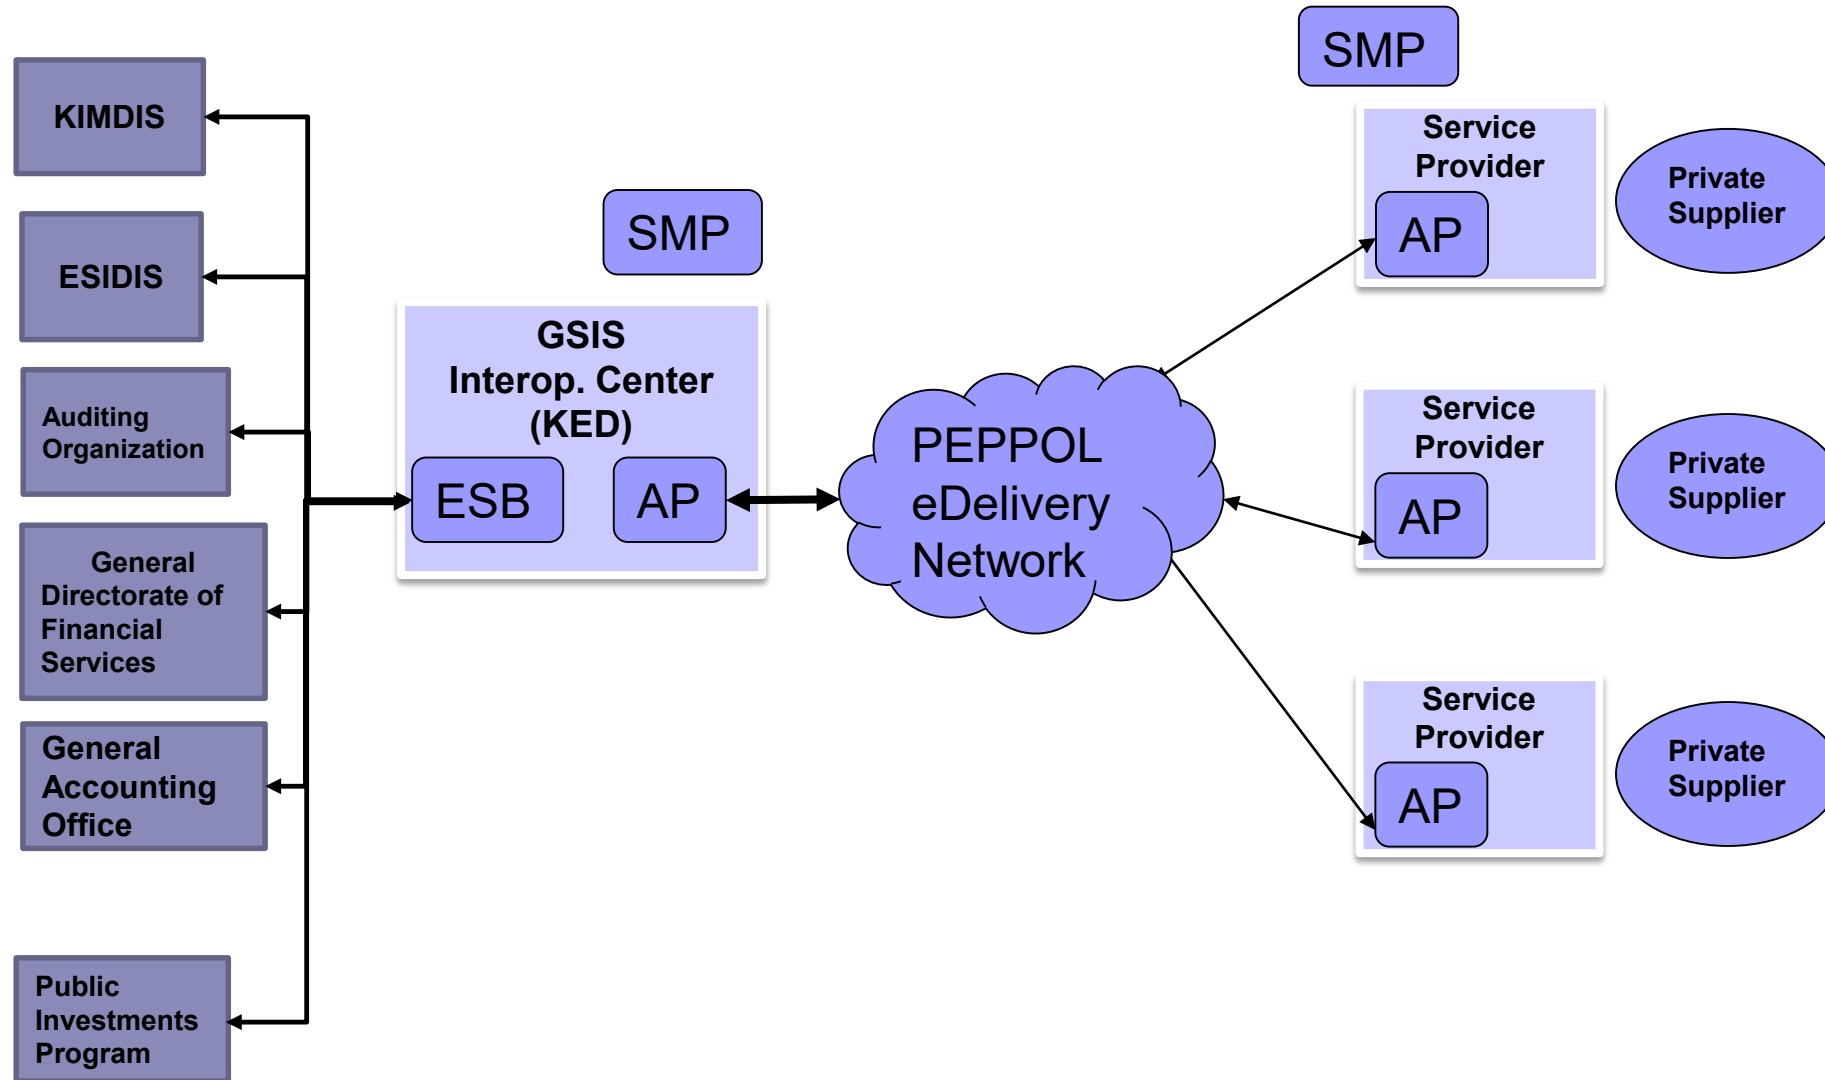 KIMDIS
ESIDIS
Auditing
Organization
General
Directorate of
Financial
Services
General
Accounting
Office
Public
Investments
Program
SMP
GSIS
Interop. Center
(KED)
ESB
AP
PEPPOL
eDelivery
Network
SMP
Service
Provider
AP
Private
Supplier
Service
Provider
AP
Private
Supplier
Service
Provider
AP
Private
Supplier